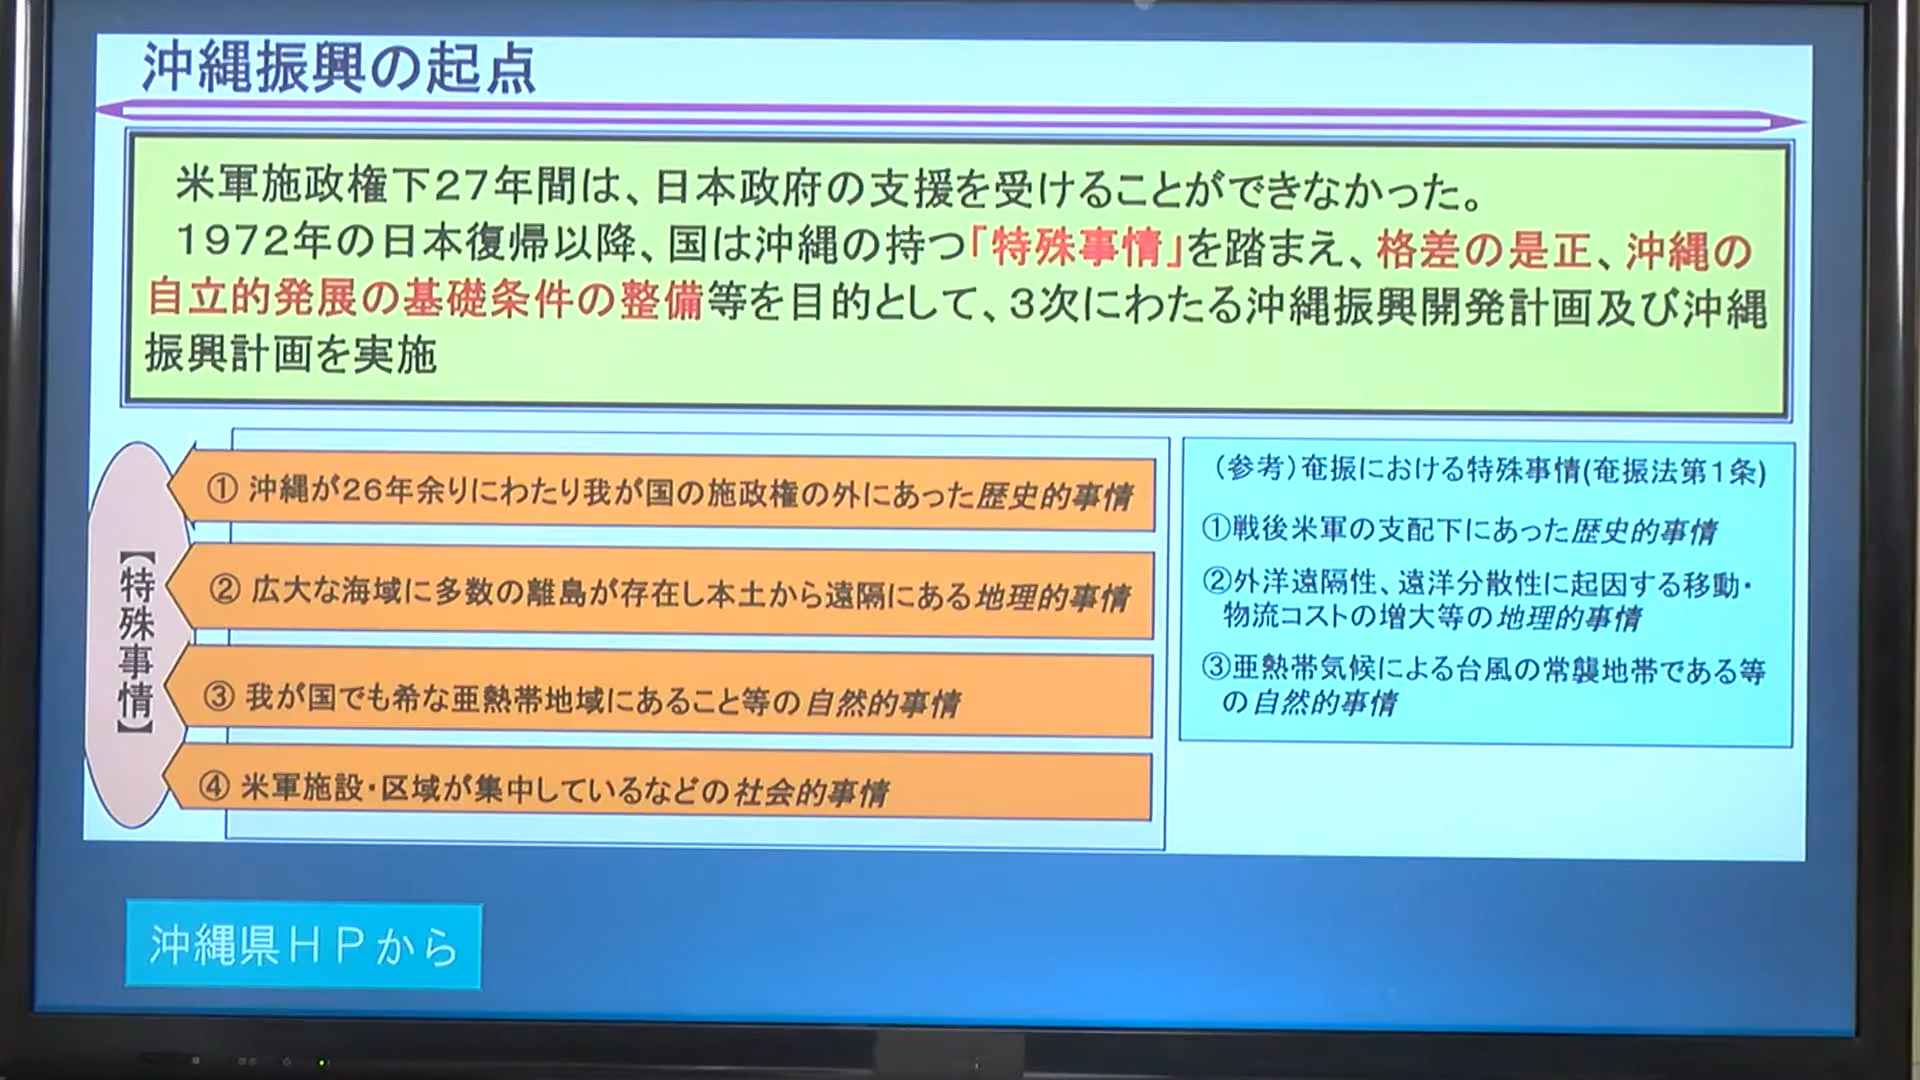 沖縄振興の起点
米軍施政権下27年間は、日本政府の支援を受けることができなかった。
1972年の日本復帰以降、国は沖縄の持つ「特殊事情」を踏まえ、格差の是正、沖縄の
自立的発展の基礎条件の整備等を目的として、3次にわたる沖縄振興開発計画及び沖縄
振興計画を実施
【特殊事情】
① 沖縄が26年余りにわたり我が国の施政権の外にあった歴史的事情
② 広大な海域に多数の離島が存在し本土から遠隔にある地理的事情
③ 我が国でも希な亜熱帯地域にあること等の自然的事情
④ 米軍施設・区域が集中しているなどの社会的事情
(参考)奄振における特殊事情(奄振法第1条)
①戦後米軍の支配下にあった歴史的事情
②外洋遠隔性、遠洋分散性に起因する移動・
物流コストの増大等の地理的事情
③亜熱帯気候による台風の常襲地帯である等
の自然的事情
沖縄県HPから